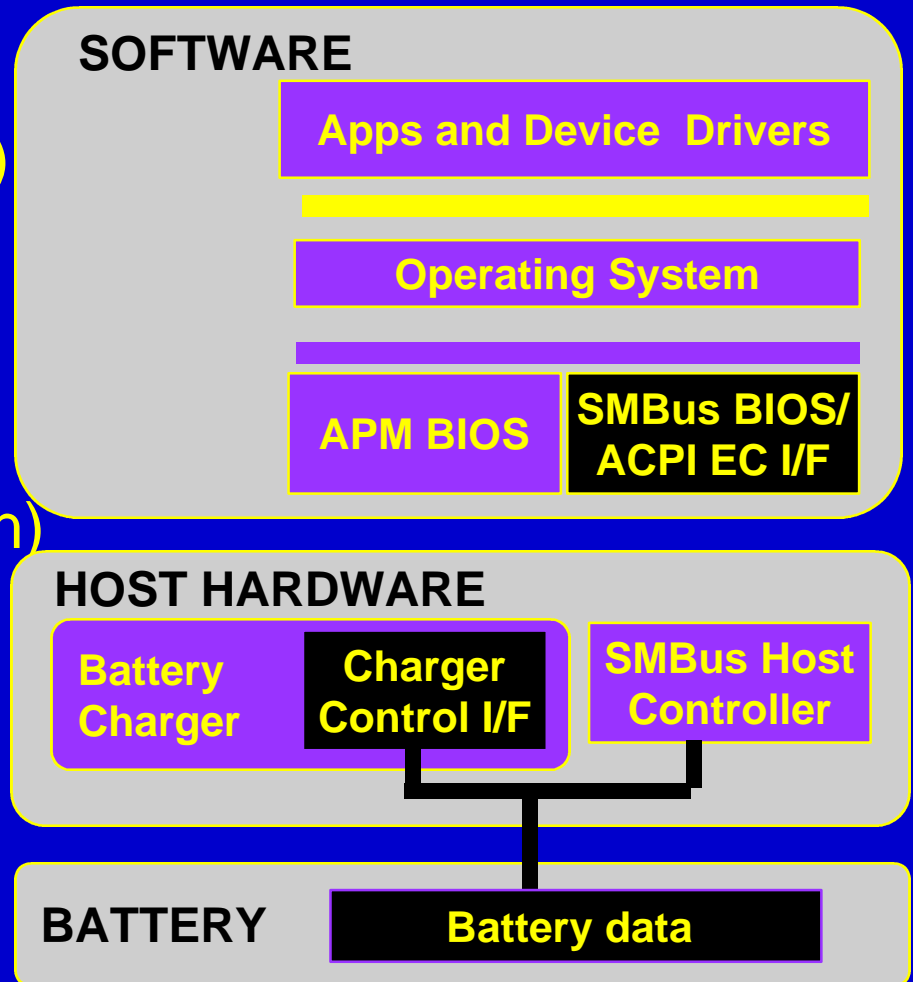 SOFTWARE
Apps and Device Drivers
)
Operating System
APM BIOS
SMBus BIOS/
ACPI EC I/F
n)
HOST HARDWARE
Battery
Charger
Charger
Control I/F
SMBus Host
Controller
BATTERY
Battery data